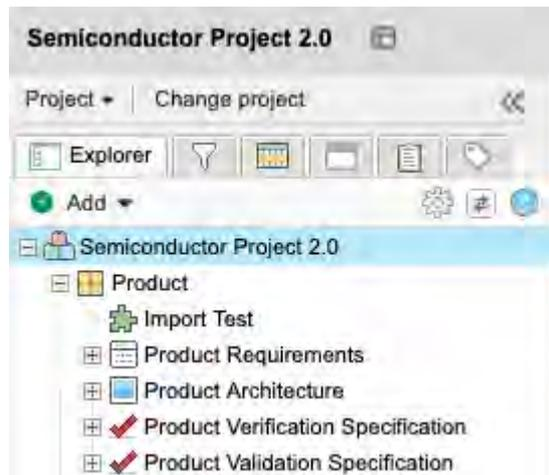 Semiconductor Project 2.0
Project Change project
Explorer
Add
Semiconductor Project 2.0
Product
Import Test
Product Requirements
Product Architecture
Product Verification Specification
Product Validation Specification